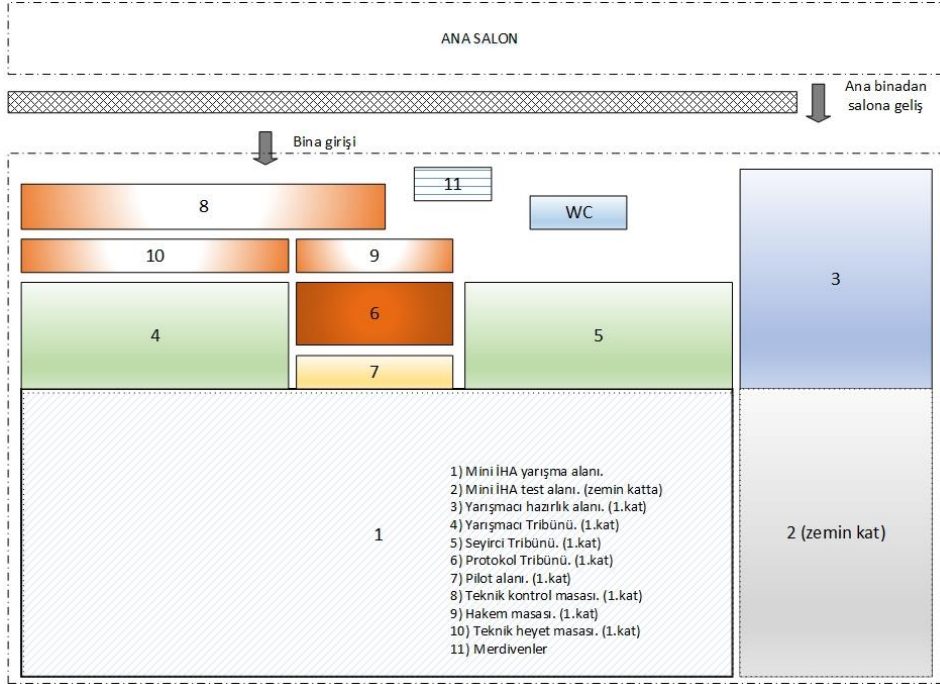 ANA SALON
Ana binadan
salona geliş
Bina girişi
11
8
WC
10
9
3
6
4
5
7
1) Mini İHA yarışma alanı.
2) Mini İHA test alanı. (zemin katta)
3) Yarışmacı hazırlık alanı. (1.kat)
4) Yarışmacı Tribünü. (1.kat)
5) Seyirci Tribünü. (1.kat)
6) Protokol Tribünü. (1.kat)
7) Pilot alanı. (1.kat)
8) Teknik kontrol masası. (1.kat)
9) Hakem masası. (1.kat)
10) Teknik heyet masası. (1.kat)
11) Merdivenler
1
2 (zemin kat)